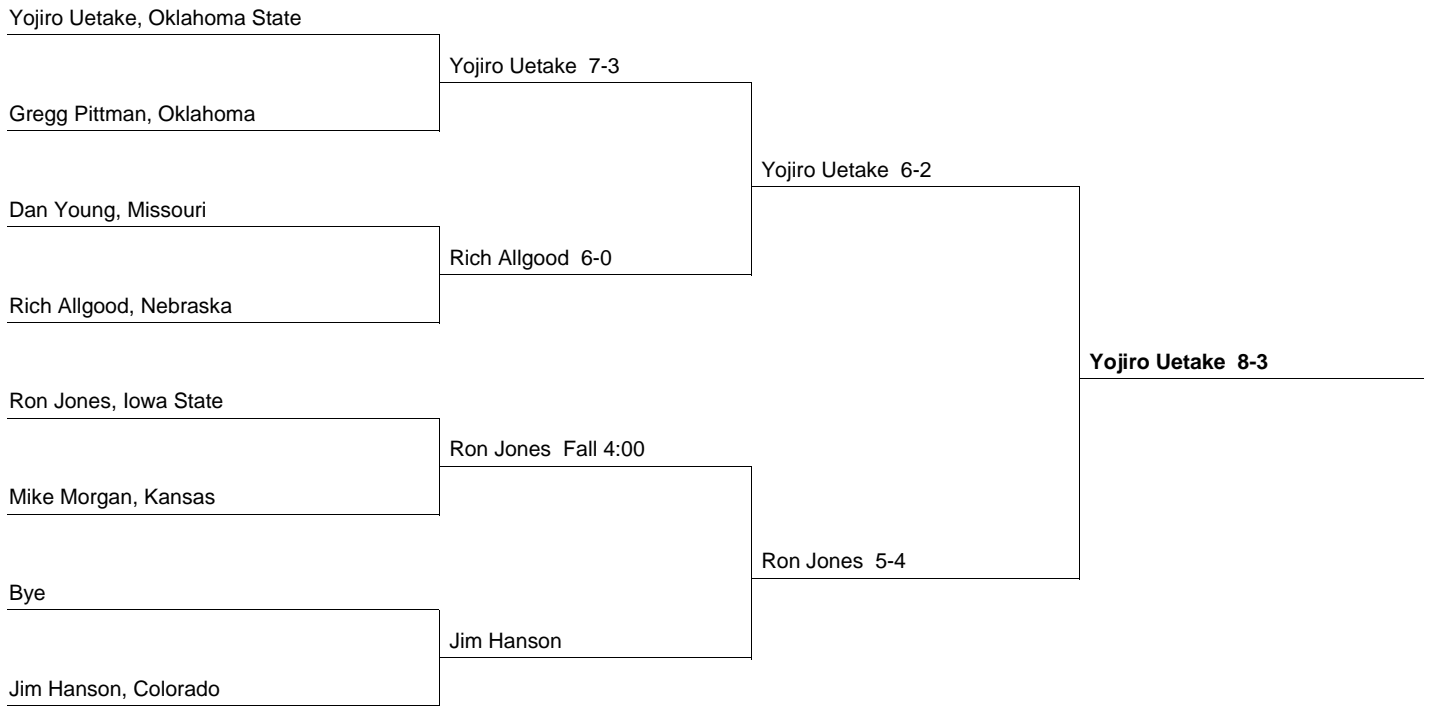 Yojiro Uetake, Oklahoma State
Yojiro Uetake 7-3
Gregg Pittman, Oklahoma
Yojiro Uetake 6-2
Dan Young, Missouri
Rich Allgood 6-0
Rich Allgood, Nebraska
Yojiro Uetake 8-3
Ron Jones, Iowa State
Ron Jones Fall 4:00
Mike Morgan, Kansas
Ron Jones 5-4
Bye
Jim Hanson
Jim Hanson, Colorado